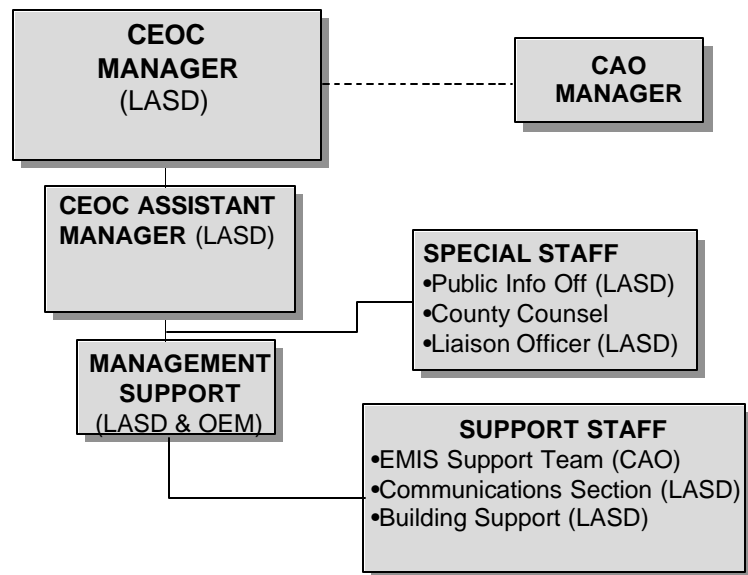 CEOC
MANAGER
(LASD)
CAO
MANAGER
CEOC ASSISTANT
MANAGER (LASD)
SPECIAL STAFF
•Public Info Off (LASD)
•County Counsel
•Liaison Officer (LASD)
MANAGEMENT
SUPPORT
(LASD & OEM)
SUPPORT STAFF
•EMIS Support Team (CAO)
•Communications Section (LASD)
•Building Support (LASD)